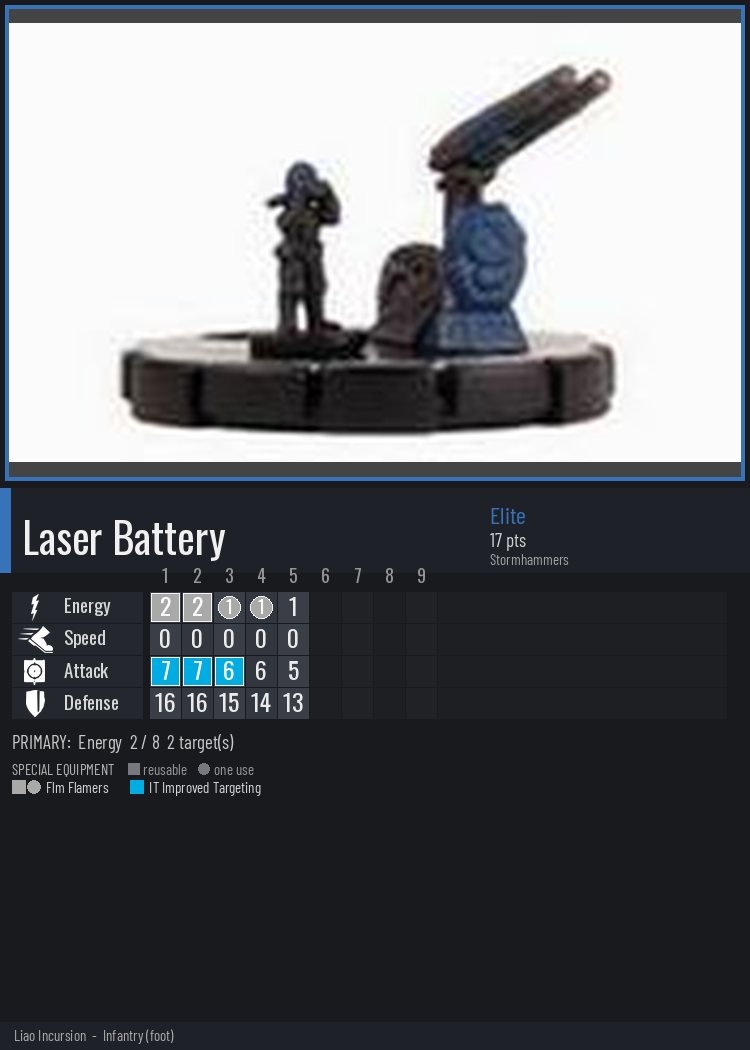 Laser Battery
Elite
17 pts
Stormhammers
1 2 3 4 5 6 7 8 9
Energy 2 2 1 1 1
Speed 0 0 0 0 0
Attack 7 7 6 6 5
Defense 16 16 15 14 13
PRIMARY: Energy 2 / 8 2 target(s)
SPECIAL EQUIPMENT reusable one use
Flm Flamers IT Improved Targeting
Liao Incursion - Infantry (foot)